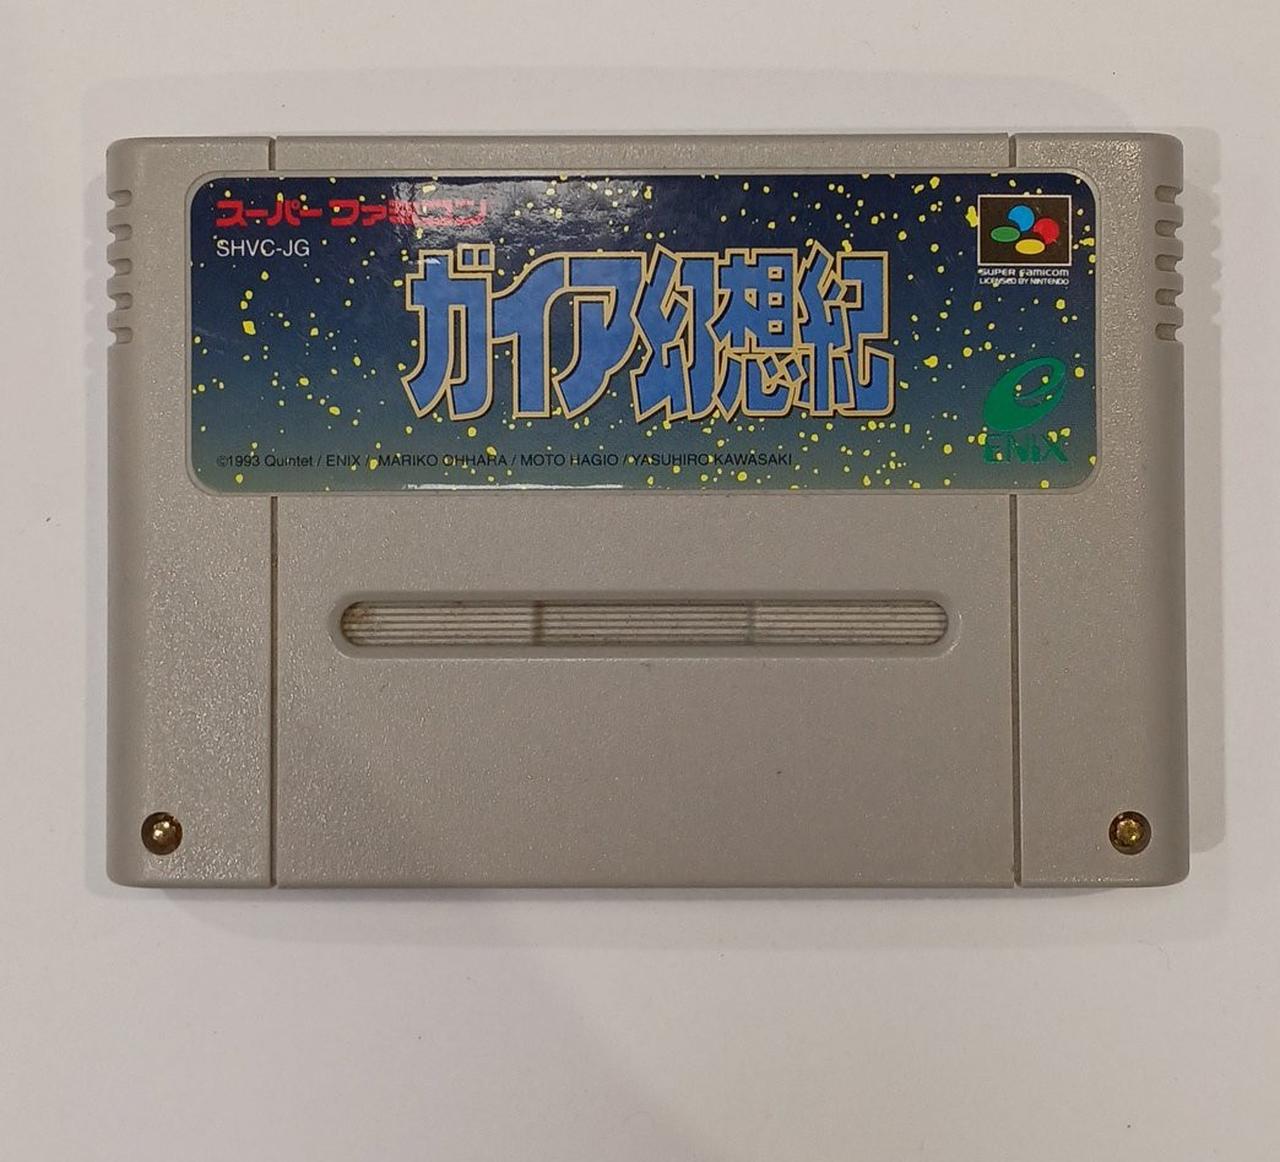 スーパーファミコン
SHVC-JG
ガイア幻想紀
SUPER FAMICOM
LICENSED BY NINTENDO
ENIX
©1993 Quintet / ENIX / MARIKO OHHARA / MOTO HAGIO / YASUHIRO KAWASAKI